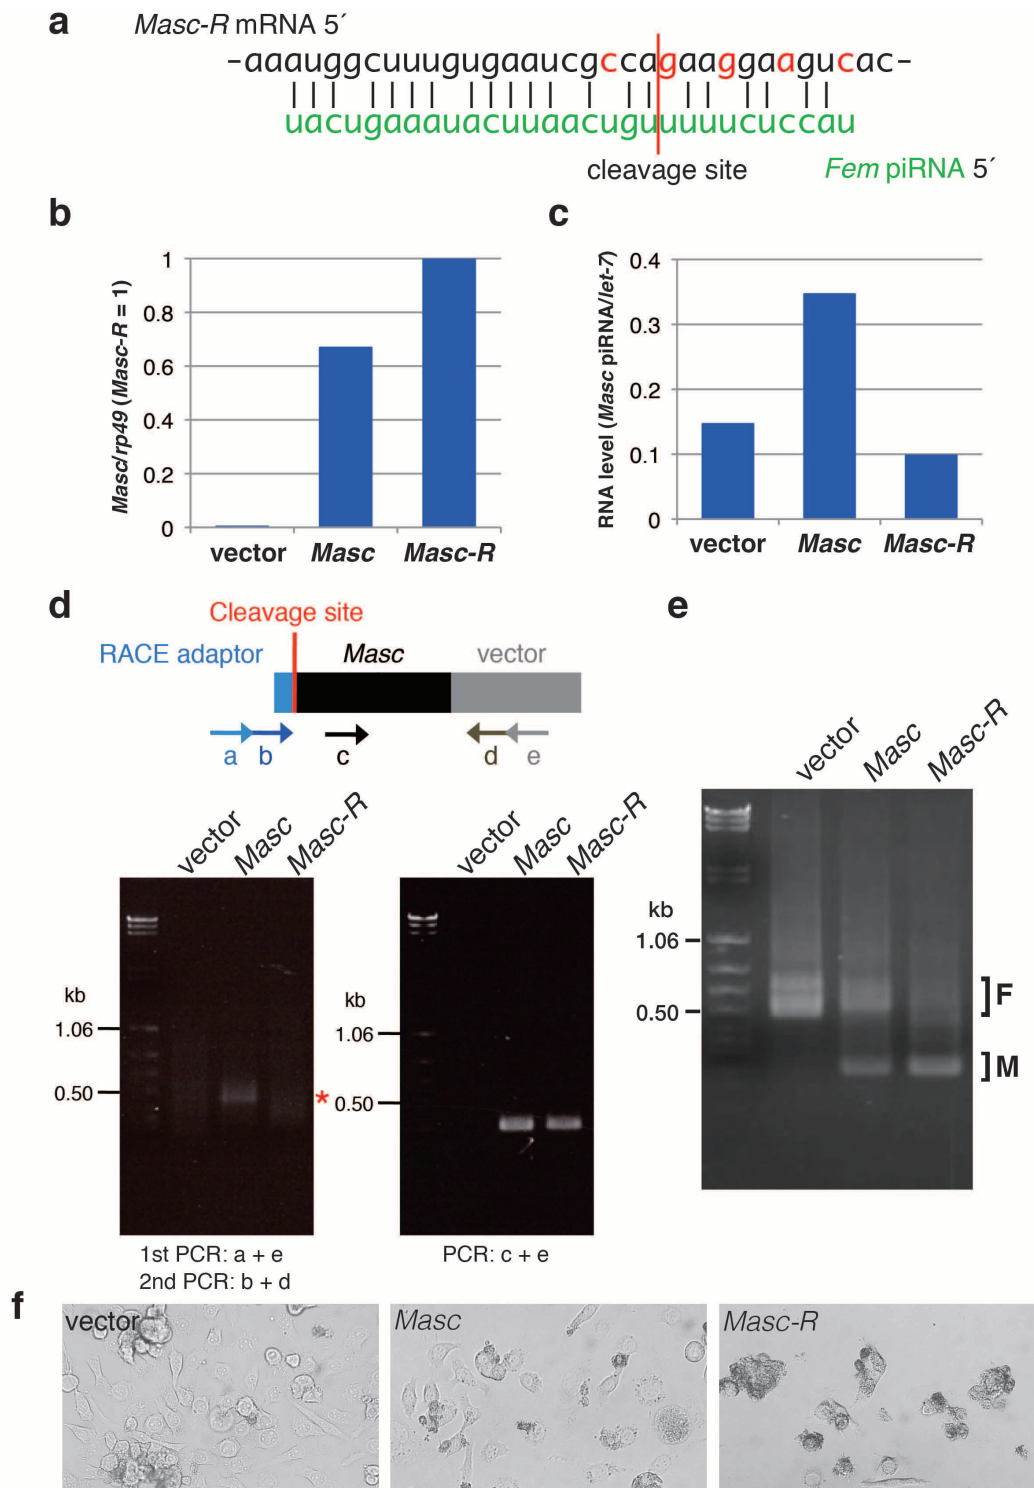 a
Masc-R mRNA 5´
-aaauggcuuugugaaucgccagaaggaagucac-
uacugaaauacuuaacuguuuuucuccau
cleavage site
Fem piRNA 5´
b
Masc/rp49 (Masc-R = 1)
1
0.8
0.6
0.4
0.2
0
vector Masc Masc-R
c
RNA level (Masc piRNA/let-7)
0.4
0.3
0.2
0.1
0
vector Masc Masc-R
d
Cleavage site
RACE adaptor Masc vector
a b c d e
vector Masc Masc-R
kb
1.06
0.50
*
1st PCR: a + e
2nd PCR: b + d
vector Masc Masc-R
kb
1.06
0.50
PCR: c + e
e
vector Masc Masc-R
kb
1.06
0.50
F
M
f
vector Masc Masc-R